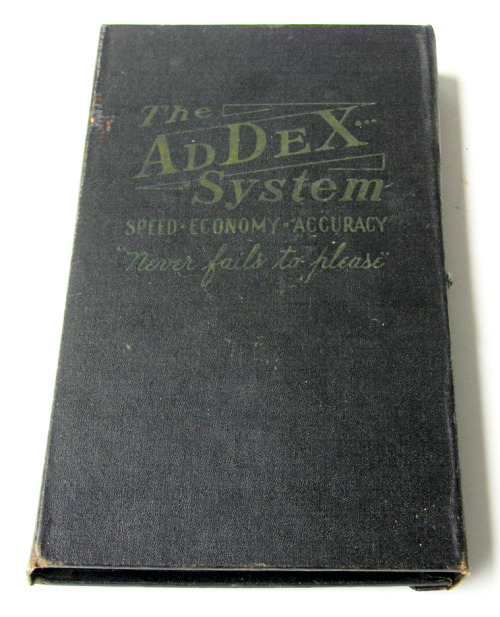 The
ADDEX...
System
SPEED-ECONOMY-ACCURACY
"Never fails to please"